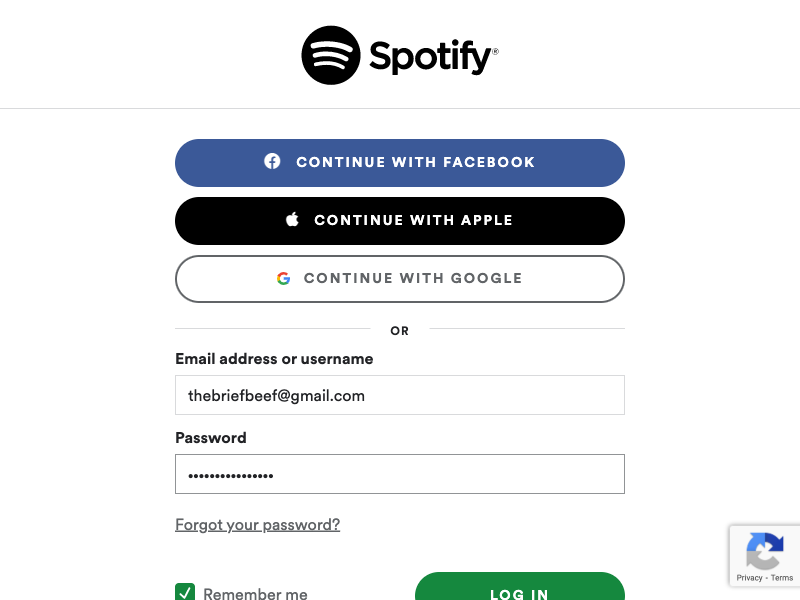 Spotify®
CONTINUE WITH FACEBOOK
CONTINUE WITH APPLE
CONTINUE WITH GOOGLE
OR
Email address or username
thebriefbeef@gmail.com
Password
••••••••••••••••
Forgot your password?
Remember me
LOG IN
Privacy - Terms